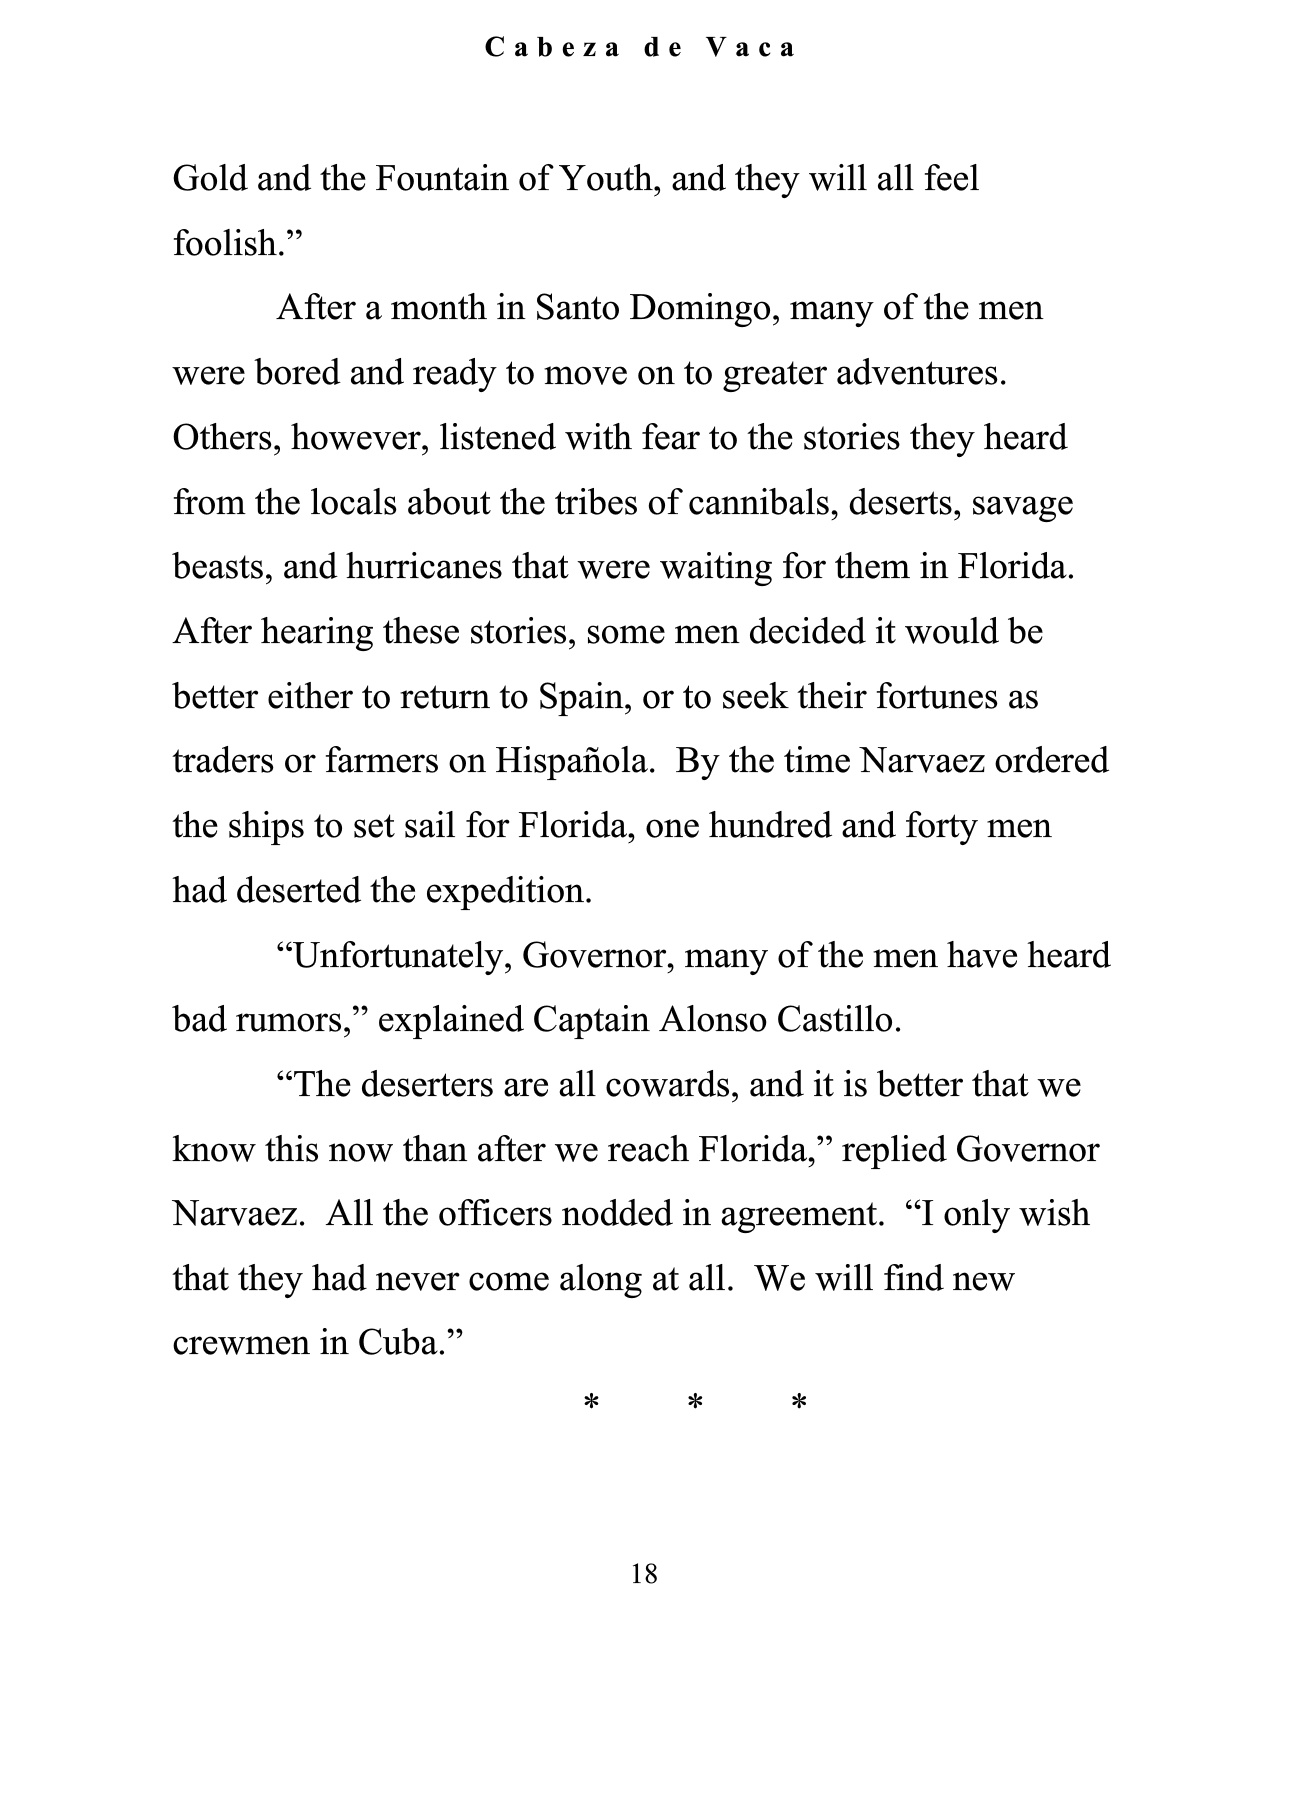 Cabeza de Vaca
Gold and the Fountain of Youth, and they will all feel
foolish.”
After a month in Santo Domingo, many of the men
were bored and ready to move on to greater adventures.
Others, however, listened with fear to the stories they heard
from the locals about the tribes of cannibals, deserts, savage
beasts, and hurricanes that were waiting for them in Florida.
After hearing these stories, some men decided it would be
better either to return to Spain, or to seek their fortunes as
traders or farmers on Hispañola.  By the time Narvaez ordered
the ships to set sail for Florida, one hundred and forty men
had deserted the expedition.
“Unfortunately, Governor, many of the men have heard
bad rumors,” explained Captain Alonso Castillo.
“The deserters are all cowards, and it is better that we
know this now than after we reach Florida,” replied Governor
Narvaez.  All the officers nodded in agreement.  “I only wish
that they had never come along at all.  We will find new
crewmen in Cuba.”
* * *
18